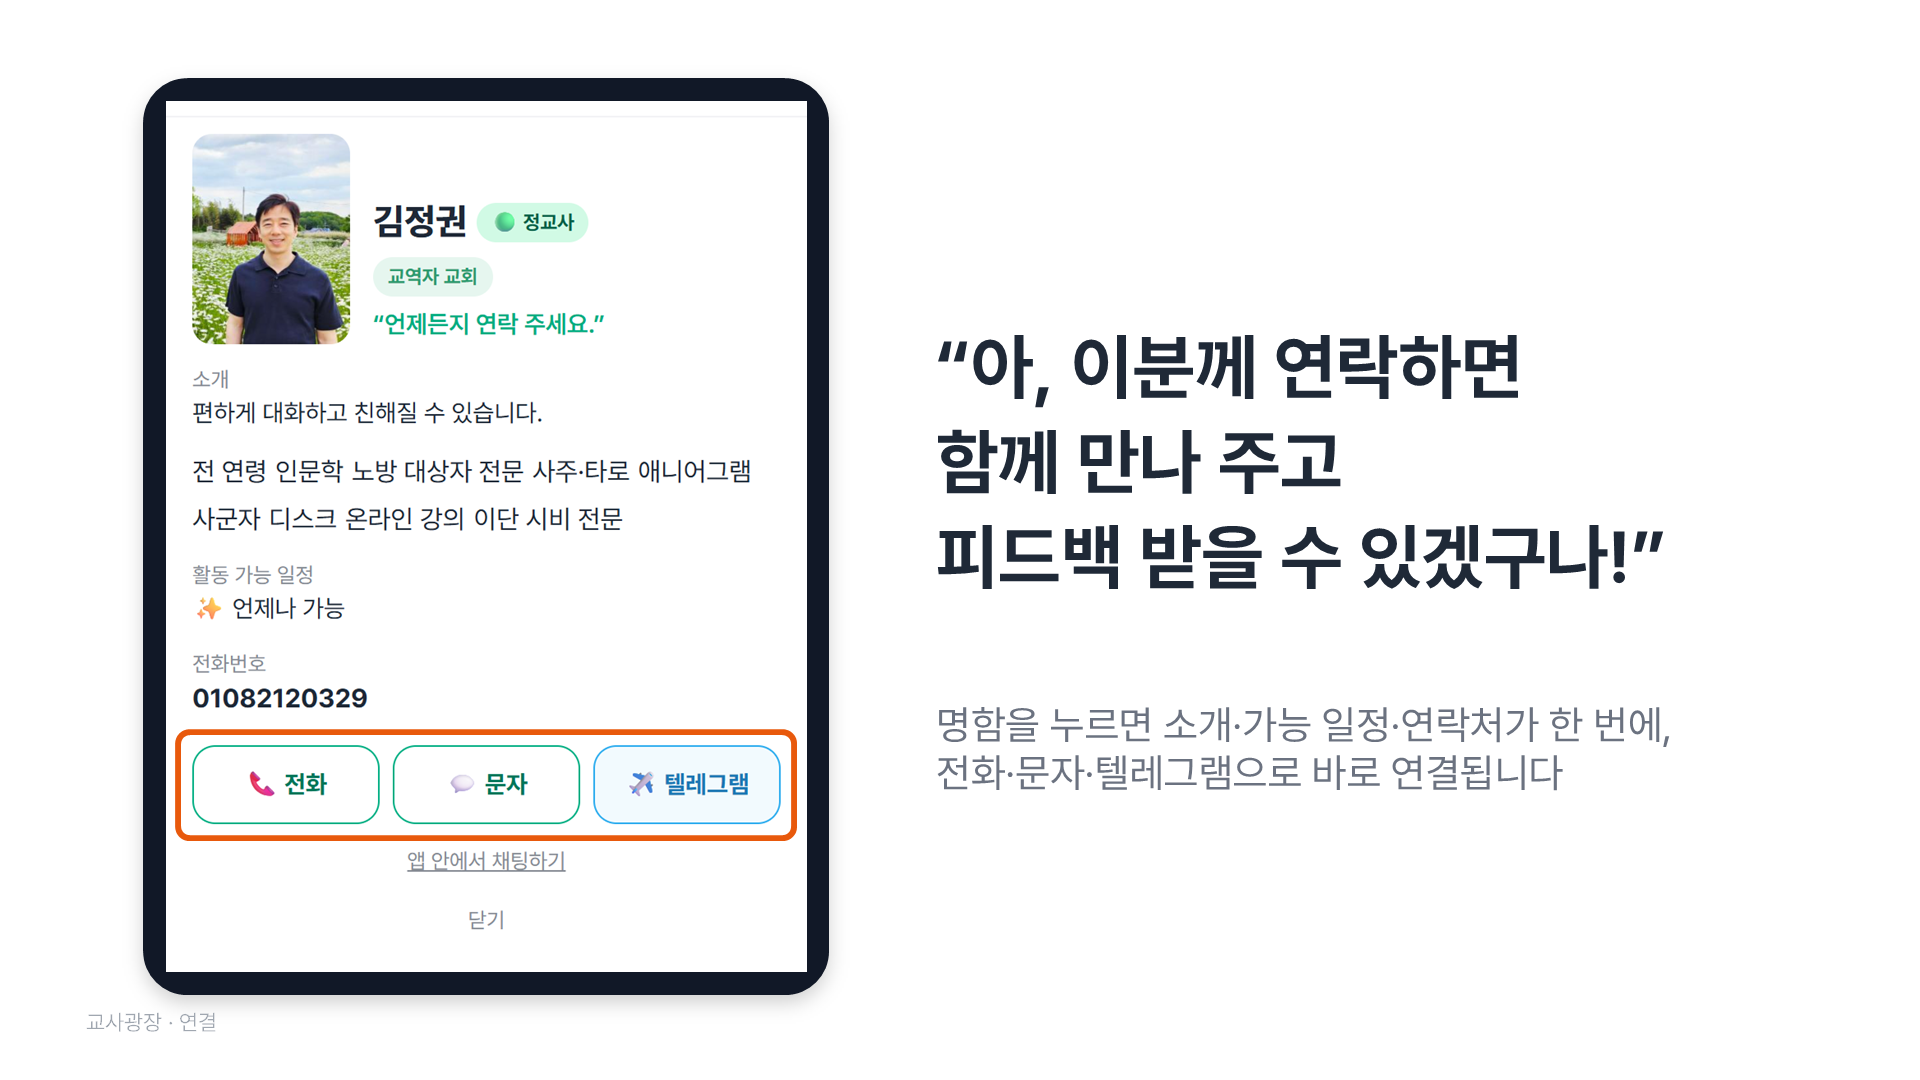 김정권
정교사
교역자 교회
“언제든지 연락 주세요.”
소개
편하게 대화하고 친해질 수 있습니다.
전 연령 인문학 노방 대상자 전문 사주·타로 애니어그램
사군자 디스크 온라인 강의 이단 시비 전문
활동 가능 일정
✨ 언제나 가능
전화번호
01082120329
전화
문자
텔레그램
앱 안에서 채팅하기
닫기
“아, 이분께 연락하면
함께 만나 주고
피드백 받을 수 있겠구나!”
명함을 누르면 소개·가능 일정·연락처가 한 번에,
전화·문자·텔레그램으로 바로 연결됩니다
교사광장 · 연결